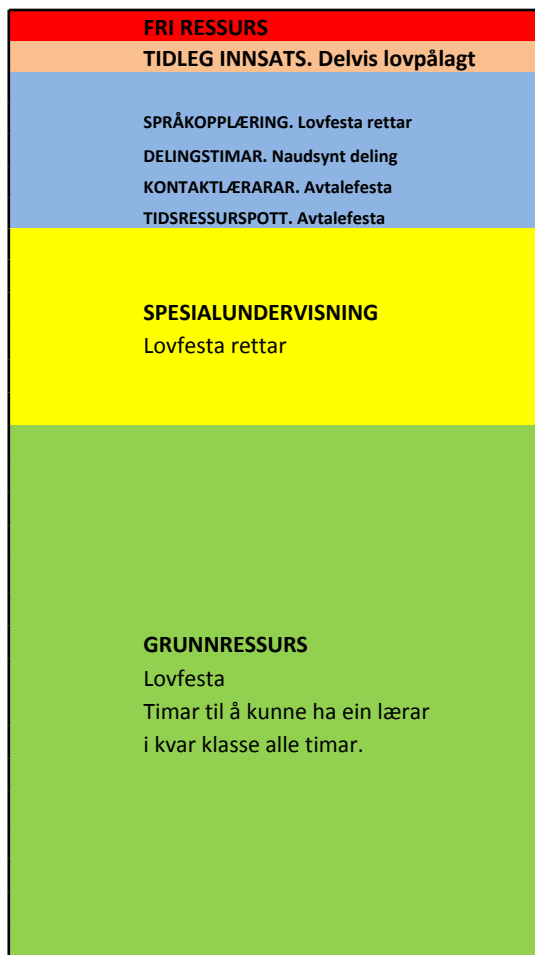 FRI RESSURS
TIDLEG INNSATS. Delvis lovpålagt
SPRÅKOPPLÆRING. Lovfesta rettar
DELINGSTIMAR. Naudsynt deling
KONTAKTLÆRARAR. Avtalefesta
TIDSRESSURSPOTT. Avtalefesta
SPESIALUNDERVISNING
Lovfesta rettar
GRUNNRESSURS
Lovfesta
Timar til å kunne ha ein lærar
i kvar klasse alle timar.